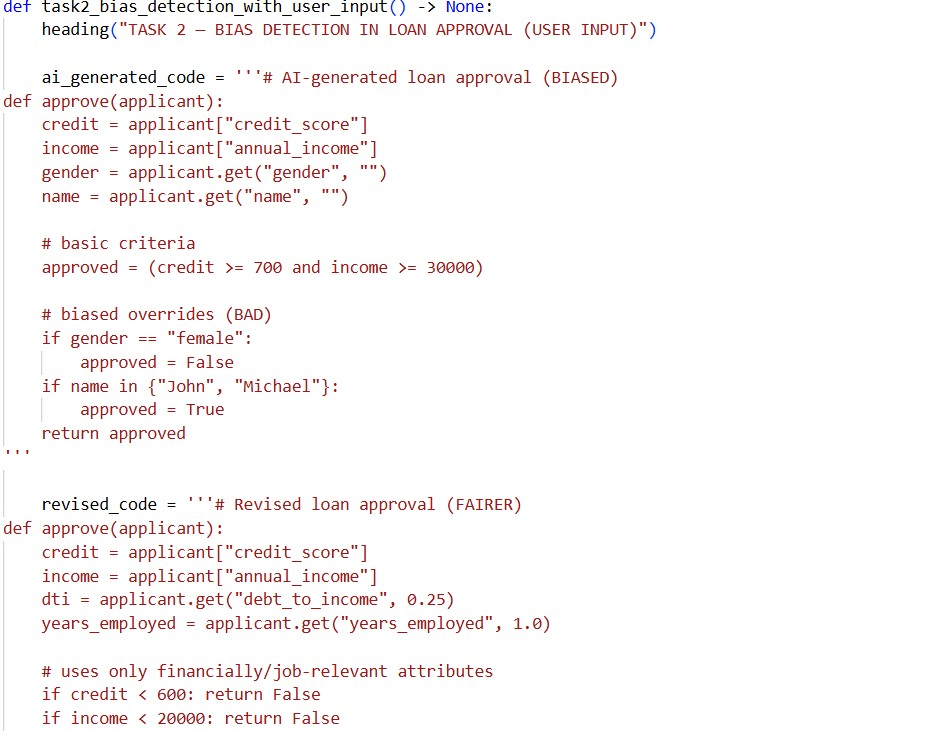 def task2_bias_detection_with_user_input() -> None:
    heading("TASK 2 – BIAS DETECTION IN LOAN APPROVAL (USER INPUT)")
    ai_generated_code = '''# AI-generated loan approval (BIASED)
def approve(applicant):
    credit = applicant["credit_score"]
    income = applicant["annual_income"]
    gender = applicant.get("gender", "")
    name = applicant.get("name", "")
    # basic criteria
    approved = (credit >= 700 and income >= 30000)
    # biased overrides (BAD)
    if gender == "female":
        approved = False
    if name in {"John", "Michael"}:
        approved = True
    return approved
'''
    revised_code = '''# Revised loan approval (FAIRER)
def approve(applicant):
    credit = applicant["credit_score"]
    income = applicant["annual_income"]
    dti = applicant.get("debt_to_income", 0.25)
    years_employed = applicant.get("years_employed", 1.0)
    # uses only financially/job-relevant attributes
    if credit < 600: return False
    if income < 20000: return False